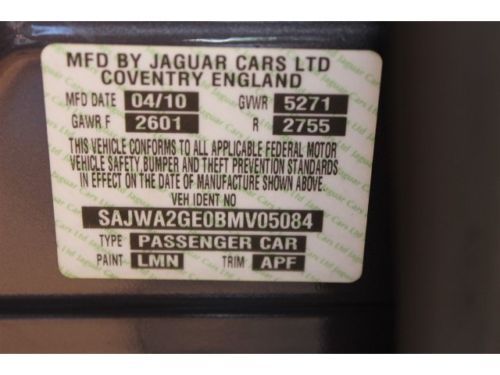 MFD BY JAGUAR CARS LTD
COVENTRY ENGLAND
MFD DATE 04/10 GVWR 5271
GAWR F 2601 R 2755
THIS VEHICLE CONFORMS TO ALL APPLICABLE FEDERAL MOTOR
VEHICLE SAFETY, BUMPER AND THEFT PREVENTION STANDARDS
IN EFFECT ON THE DATE OF MANUFACTURE SHOWN ABOVE.
VEH IDENT NO
SAJWA2GE0BMV05084
TYPE PASSENGER CAR
PAINT LMN TRIM APF